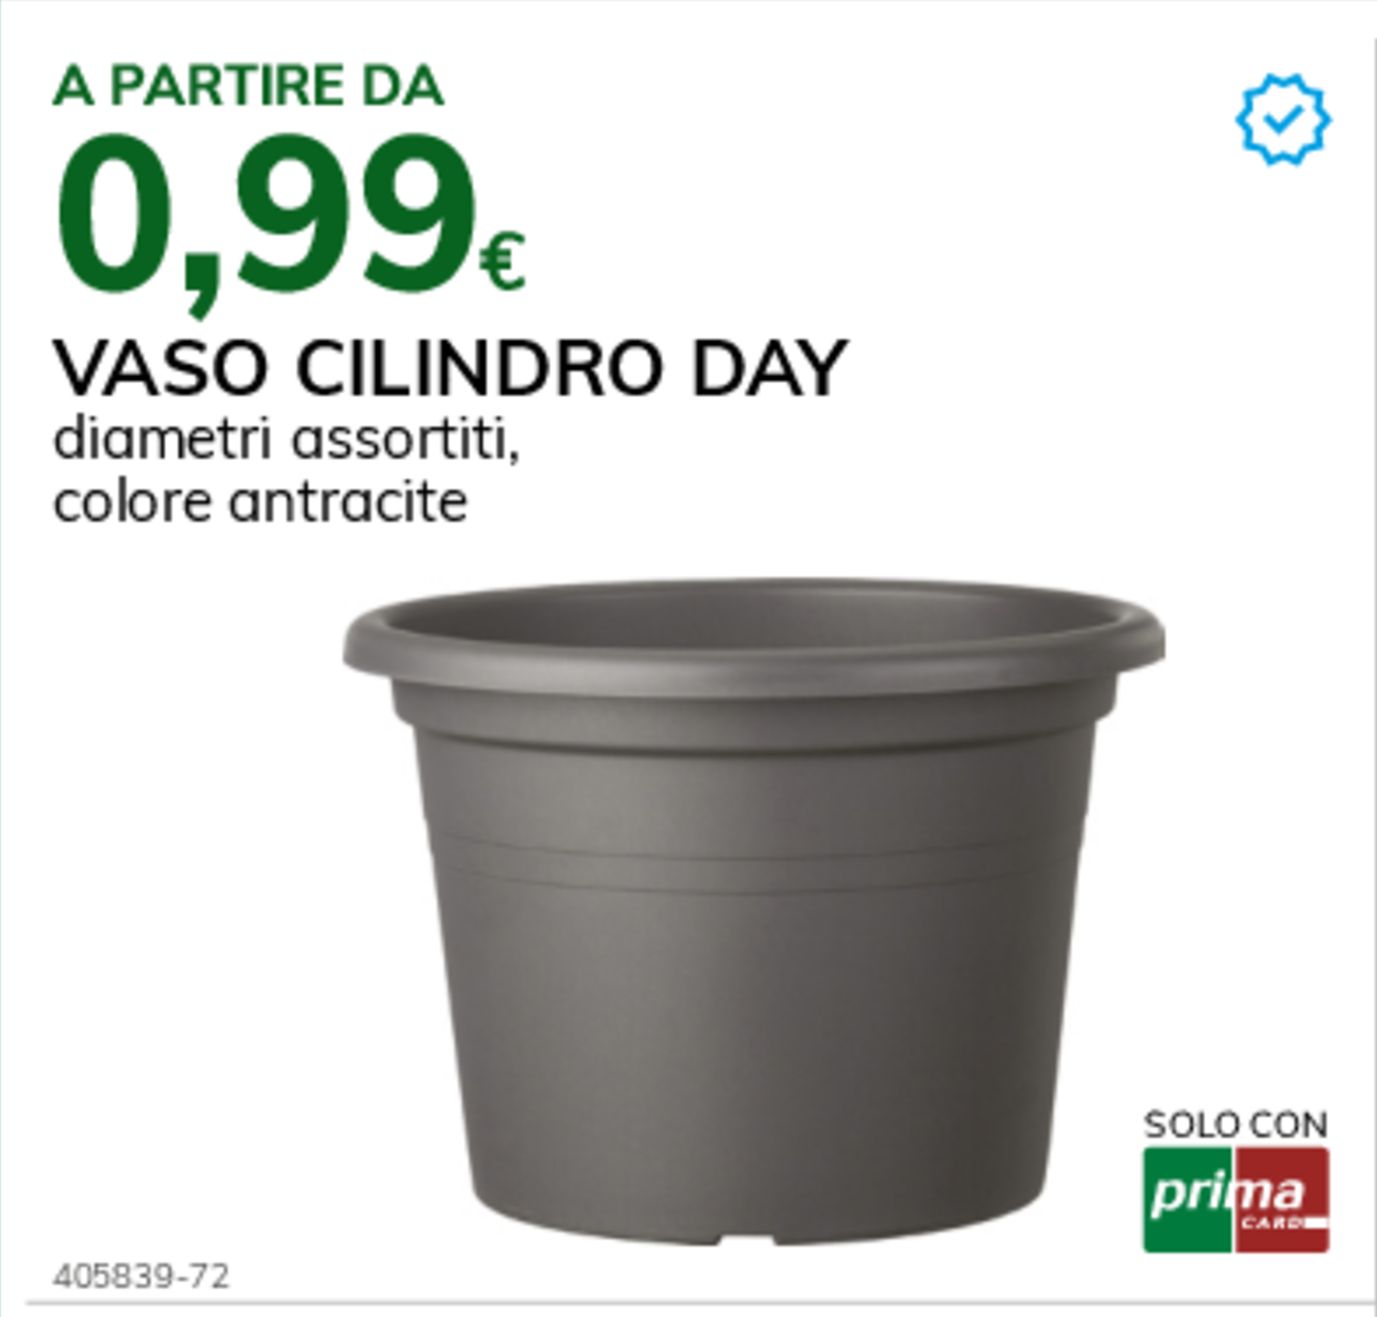 A PARTIRE DA
0,99€
VASO CILINDRO DAY
diametri assortiti,
colore antracite
SOLO CON
prima
CARD
405839-72